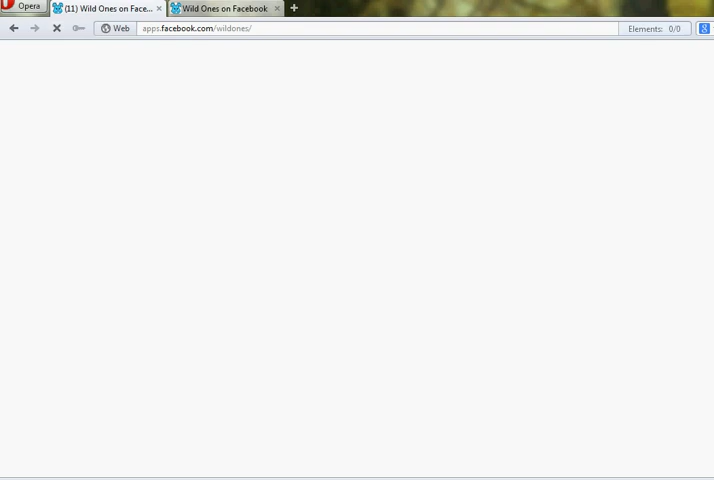 Opera
(11) Wild Ones on Face...
Wild Ones on Facebook
Web
apps.facebook.com/wildones/
Elements: 0/0